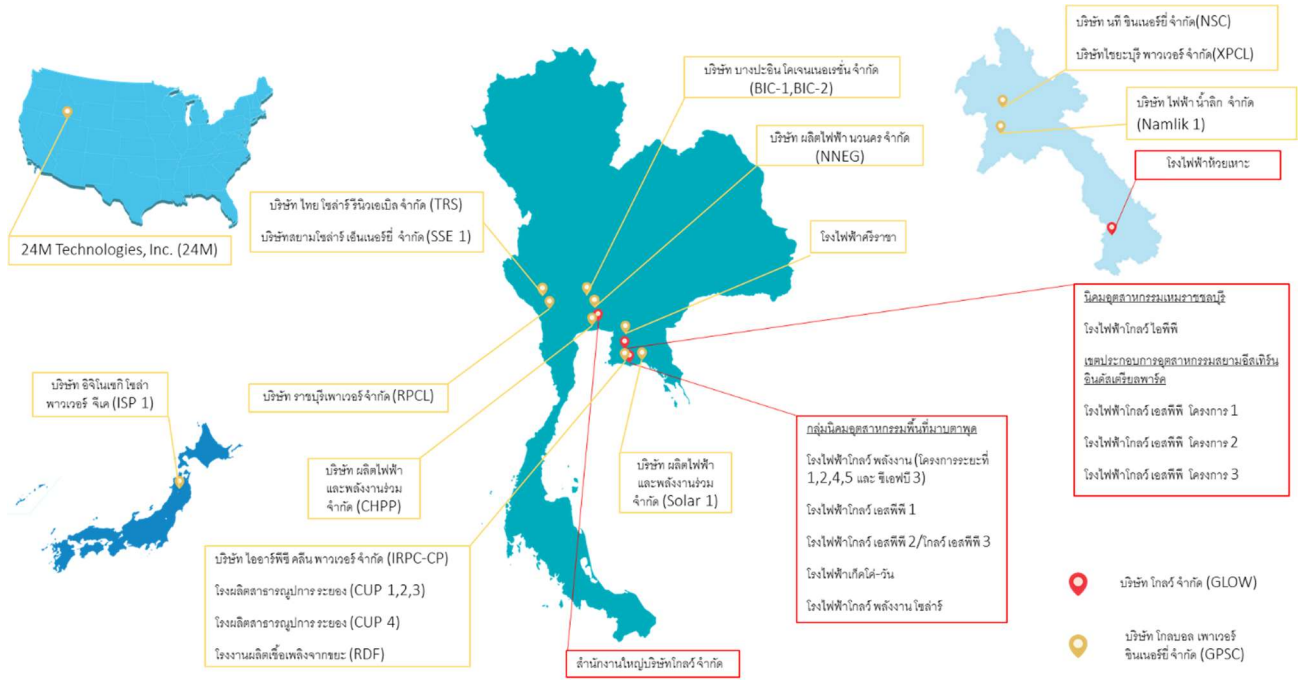 บริษัท นที ซินเนอร์ยี่ จำกัด(NSC)
บริษัทไซยะบุรี พาวเวอร์ จำกัด(XPCL)
บริษัท บางปะอิน โคเจนเนอเรชั่น จำกัด
(BIC-1,BIC-2)
บริษัท ไฟฟ้า น้ำลิก จำกัด
(Namlik 1)
บริษัท ผลิตไฟฟ้า นวนคร จำกัด
(NNEG)
โรงไฟฟ้าห้วยเหาะ
บริษัท ไทย โซล่าร์ รีนิวเอเบิล จำกัด (TRS)
บริษัทสยามโซล่าร์ เอ็นเนอร์ยี่ จำกัด (SSE 1)
โรงไฟฟ้าศรีราชา
24M Technologies, Inc. (24M)
นิคมอุตสาหกรรมเหมราชชลบุรี
โรงไฟฟ้าโกลว์ ไอพีพี
เขตประกอบการอุตสาหกรรมสยามอีสเทิร์น
อินดัสเตรียลพาร์ค
โรงไฟฟ้าโกลว์ เอสพีพี โครงการ 1
โรงไฟฟ้าโกลว์ เอสพีพี โครงการ 2
โรงไฟฟ้าโกลว์ เอสพีพี โครงการ 3
บริษัท อิจิโนเซกิ โซล่า
พาวเวอร์ จีเค (ISP 1)
บริษัท ราชบุรีเพาเวอร์ จำกัด (RPCL)
กลุ่มนิคมอุตสาหกรรมพื้นที่มาบตาพุด
โรงไฟฟ้าโกลว์ พลังงาน (โครงการระยะที่
1,2,4,5 และ ซีเอฟบี 3)
โรงไฟฟ้าโกลว์ เอสพีพี 1
โรงไฟฟ้าโกลว์ เอสพีพี 2/โกลว์ เอสพีพี 3
โรงไฟฟ้าเก็คโค่-วัน
โรงไฟฟ้าโกลว์ พลังงาน โซล่าร์
บริษัท ผลิตไฟฟ้า
และพลังงานร่วม
จำกัด (CHPP)
บริษัท ผลิตไฟฟ้า
และพลังงานร่วม
จำกัด (Solar 1)
บริษัท ไออาร์พีซี คลีน พาวเวอร์ จำกัด (IRPC-CP)
โรงผลิตสาธารณูปการ ระยอง (CUP 1,2,3)
โรงผลิตสาธารณูปการ ระยอง (CUP 4)
โรงงานผลิตเชื้อเพลิงจากขยะ (RDF)
สำนักงานใหญ่บริษัทโกลว์ จำกัด
บริษัท โกลว์ จำกัด (GLOW)
บริษัท โกลบอล เพาเวอร์
ซินเนอร์ยี่ จำกัด (GPSC)